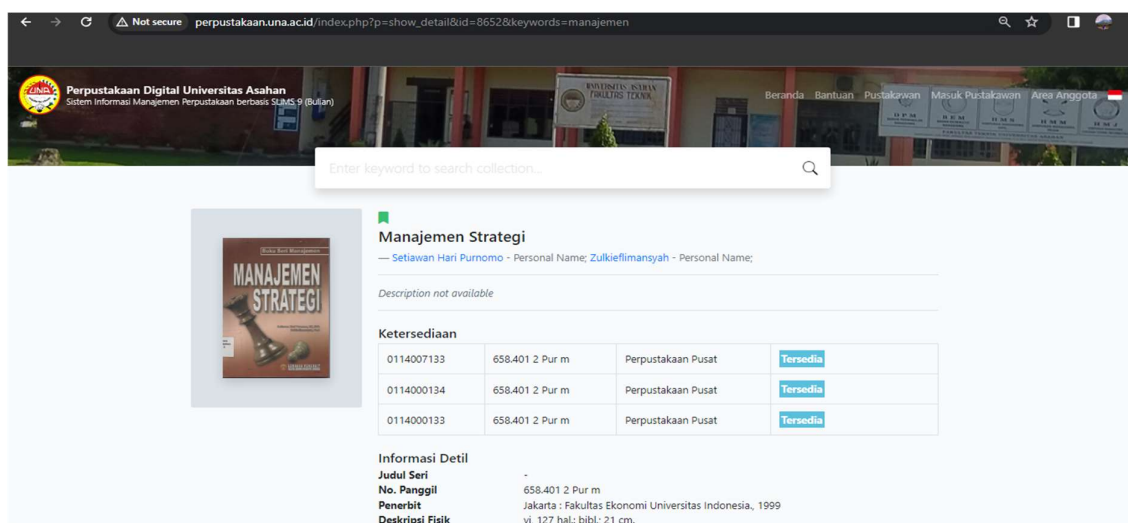 Not secure perpustakaan.una.ac.id/index.php?p=show_detail&id=8652&keywords=manajemen
UNA
Perpustakaan Digital Universitas Asahan
Sistem Informasi Manajemen Perpustakaan berbasis SLiMS 9 (Bulian)
UNIVERSITAS ASAHAN
FAKULTAS TEKNIK
Beranda Bantuan Pustakawan Masuk Pustakawan Area Anggota
Enter keyword to search collection...
Buku Seri Manajemen
MANAJEMEN
STRATEGI
Manajemen Strategi
— Setiawan Hari Purnomo - Personal Name; Zulkieflimansyah - Personal Name;
Description not available
Ketersediaan
0114007133 658.401 2 Pur m Perpustakaan Pusat Tersedia
0114000134 658.401 2 Pur m Perpustakaan Pusat Tersedia
0114000133 658.401 2 Pur m Perpustakaan Pusat Tersedia
Informasi Detil
Judul Seri -
No. Panggil 658.401 2 Pur m
Penerbit Jakarta : Fakultas Ekonomi Universitas Indonesia., 1999
Deskripsi Fisik vi, 127 hal.; bibl.; 21 cm.